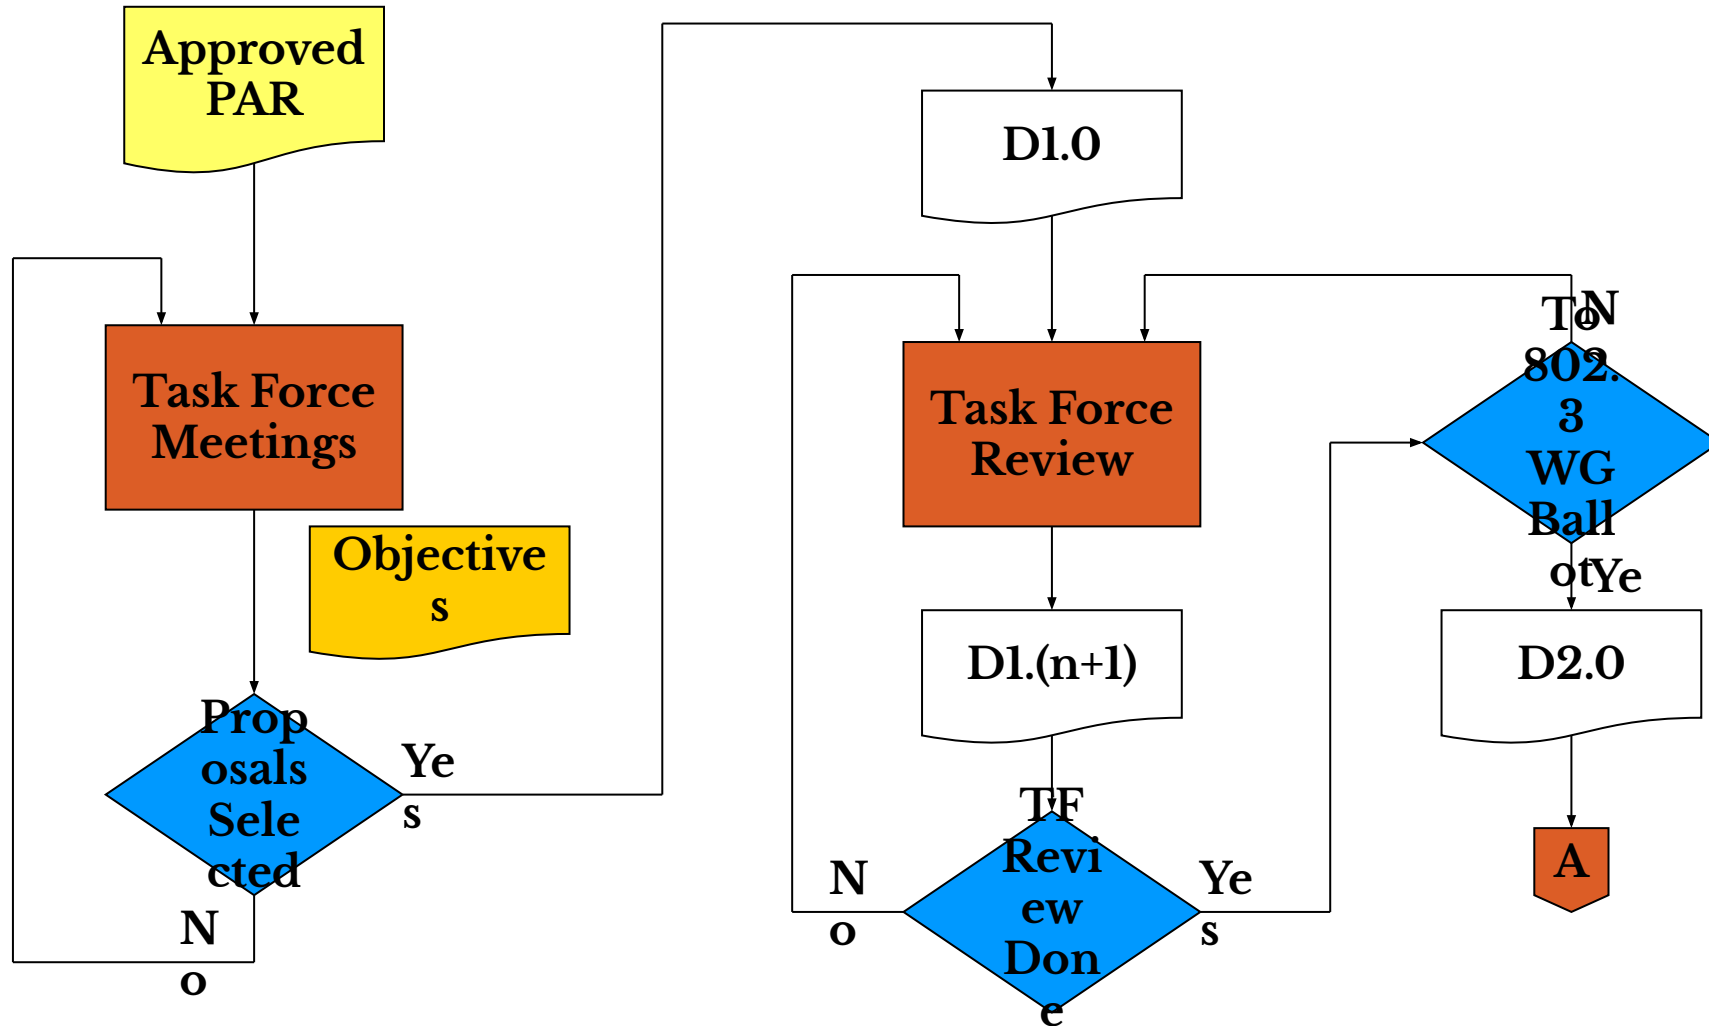 Approved
PAR
Task Force
Meetings
Objective
s
Prop
osals
Sele
cted
Ye
s
N
o
D1.0
Task Force
Review
D1.(n+1)
TF
Revi
ew
Don
e
N
o
Ye
s
To
802.
3
WG
Ball
ot
N
Ye
D2.0
A